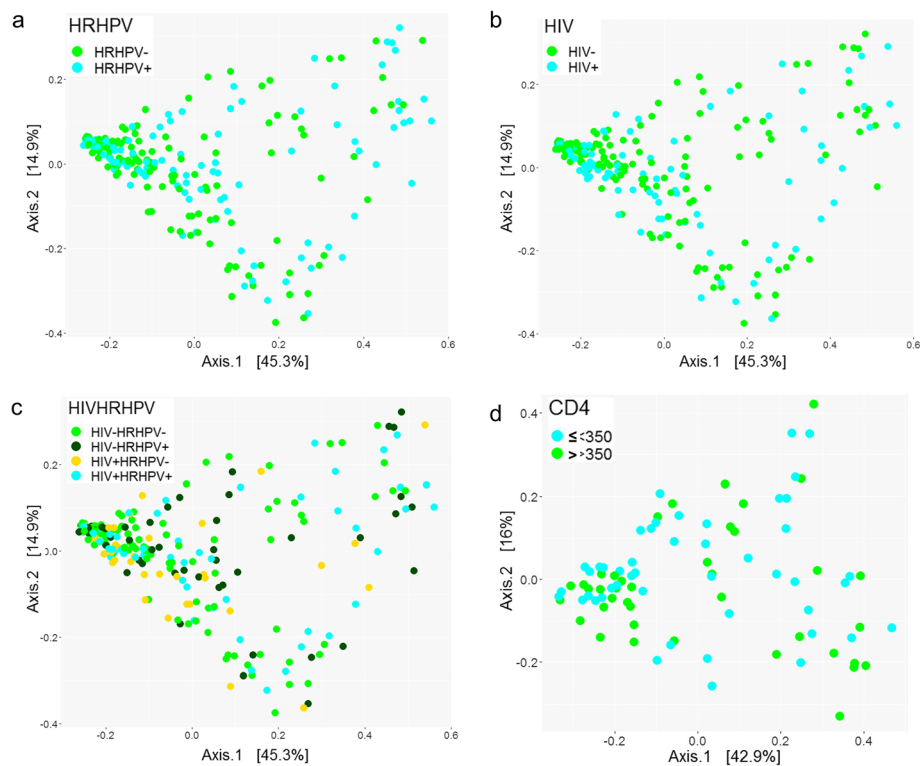 a
HRHPV
HRHPV-
HRHPV+
0.2
0.0
-0.2
-0.4
Axis.2 [14.9%]
-0.2 0.0 0.2 0.4 0.6
Axis.1 [45.3%]
b
HIV
HIV-
HIV+
0.2
0.0
-0.2
-0.4
Axis.2 [14.9%]
-0.2 0.0 0.2 0.4 0.6
Axis.1 [45.3%]
c
HIVHRHPV
HIV-HRHPV-
HIV-HRHPV+
HIV+HRHPV-
HIV+HRHPV+
0.2
0.0
-0.2
-0.4
Axis.2 [14.9%]
-0.2 0.0 0.2 0.4 0.6
Axis.1 [45.3%]
d
CD4
≤<350
>>350
0.4
0.2
0.0
-0.2
Axis.2 [16%]
-0.2 0.0 0.2 0.4
Axis.1 [42.9%]